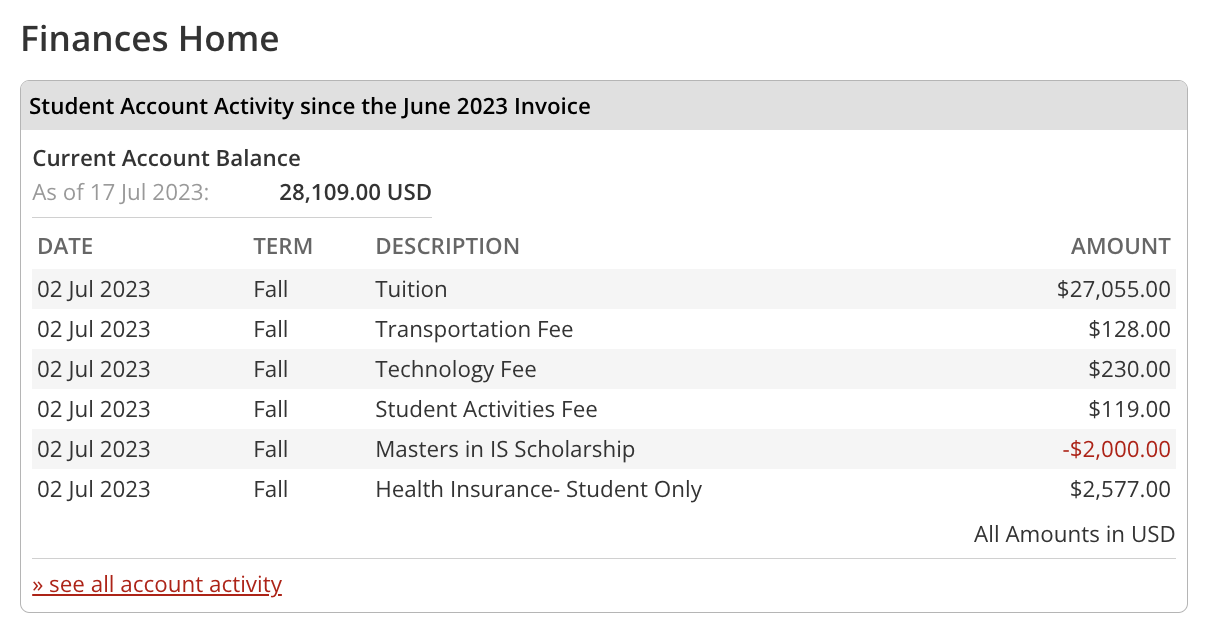 Finances Home
Student Account Activity since the June 2023 Invoice
Current Account Balance
As of 17 Jul 2023: 28,109.00 USD
DATE TERM DESCRIPTION AMOUNT
02 Jul 2023 Fall Tuition $27,055.00
02 Jul 2023 Fall Transportation Fee $128.00
02 Jul 2023 Fall Technology Fee $230.00
02 Jul 2023 Fall Student Activities Fee $119.00
02 Jul 2023 Fall Masters in IS Scholarship -$2,000.00
02 Jul 2023 Fall Health Insurance- Student Only $2,577.00
All Amounts in USD
» see all account activity